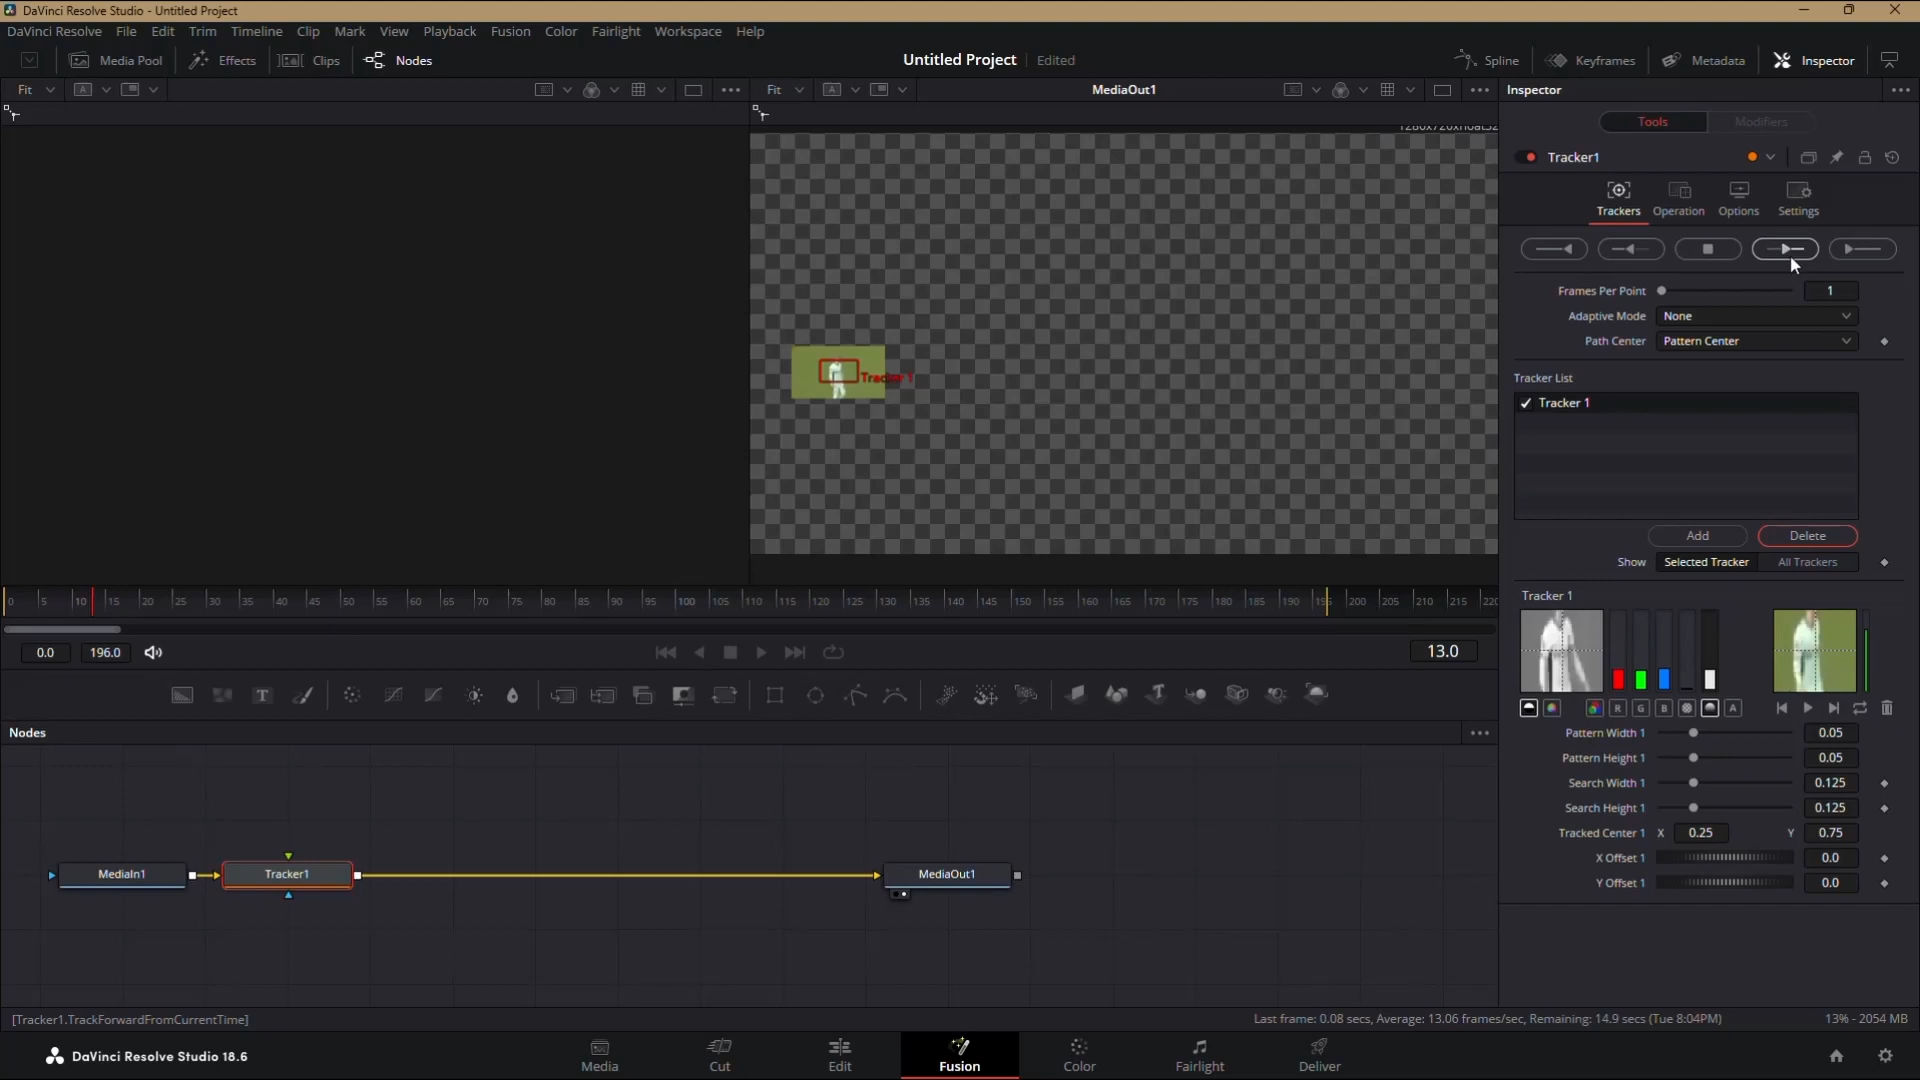 DaVinci Resolve Studio - Untitled Project
DaVinci Resolve File Edit Trim Timeline Clip Mark View Playback Fusion Color Fairlight Workspace Help
Media Pool Effects Clips Nodes Untitled Project Edited Spline Keyframes Metadata Inspector
Fit A Fit A MediaOut1 Inspector
1280x720xfloat32
Tools Modifiers
Tracker1
Trackers Operation Options Settings
Frames Per Point 1
Adaptive Mode None
Path Center Pattern Center
Tracker 1
Tracker List
Tracker 1
Add Delete
Show Selected Tracker All Trackers
0 5 10 15 20 25 30 35 40 45 50 55 60 65 70 75 80 85 90 95 100 105 110 115 120 125 130 135 140 145 150 155 160 165 170 175 180 185 190 195 200 205 210 215 220
Tracker 1
0.0 196.0 13.0
T
R G B A
Nodes
Pattern Width 1 0.05
Pattern Height 1 0.05
Search Width 1 0.125
Search Height 1 0.125
Tracked Center 1 X 0.25 Y 0.75
X Offset 1 0.0
Y Offset 1 0.0
MediaIn1 Tracker1 MediaOut1
[Tracker1.TrackForwardFromCurrentTime] Last frame: 0.08 secs, Average: 13.06 frames/sec, Remaining: 14.9 secs (Tue 8:04PM) 13% - 2054 MB
DaVinci Resolve Studio 18.6 Media Cut Edit Fusion Color Fairlight Deliver